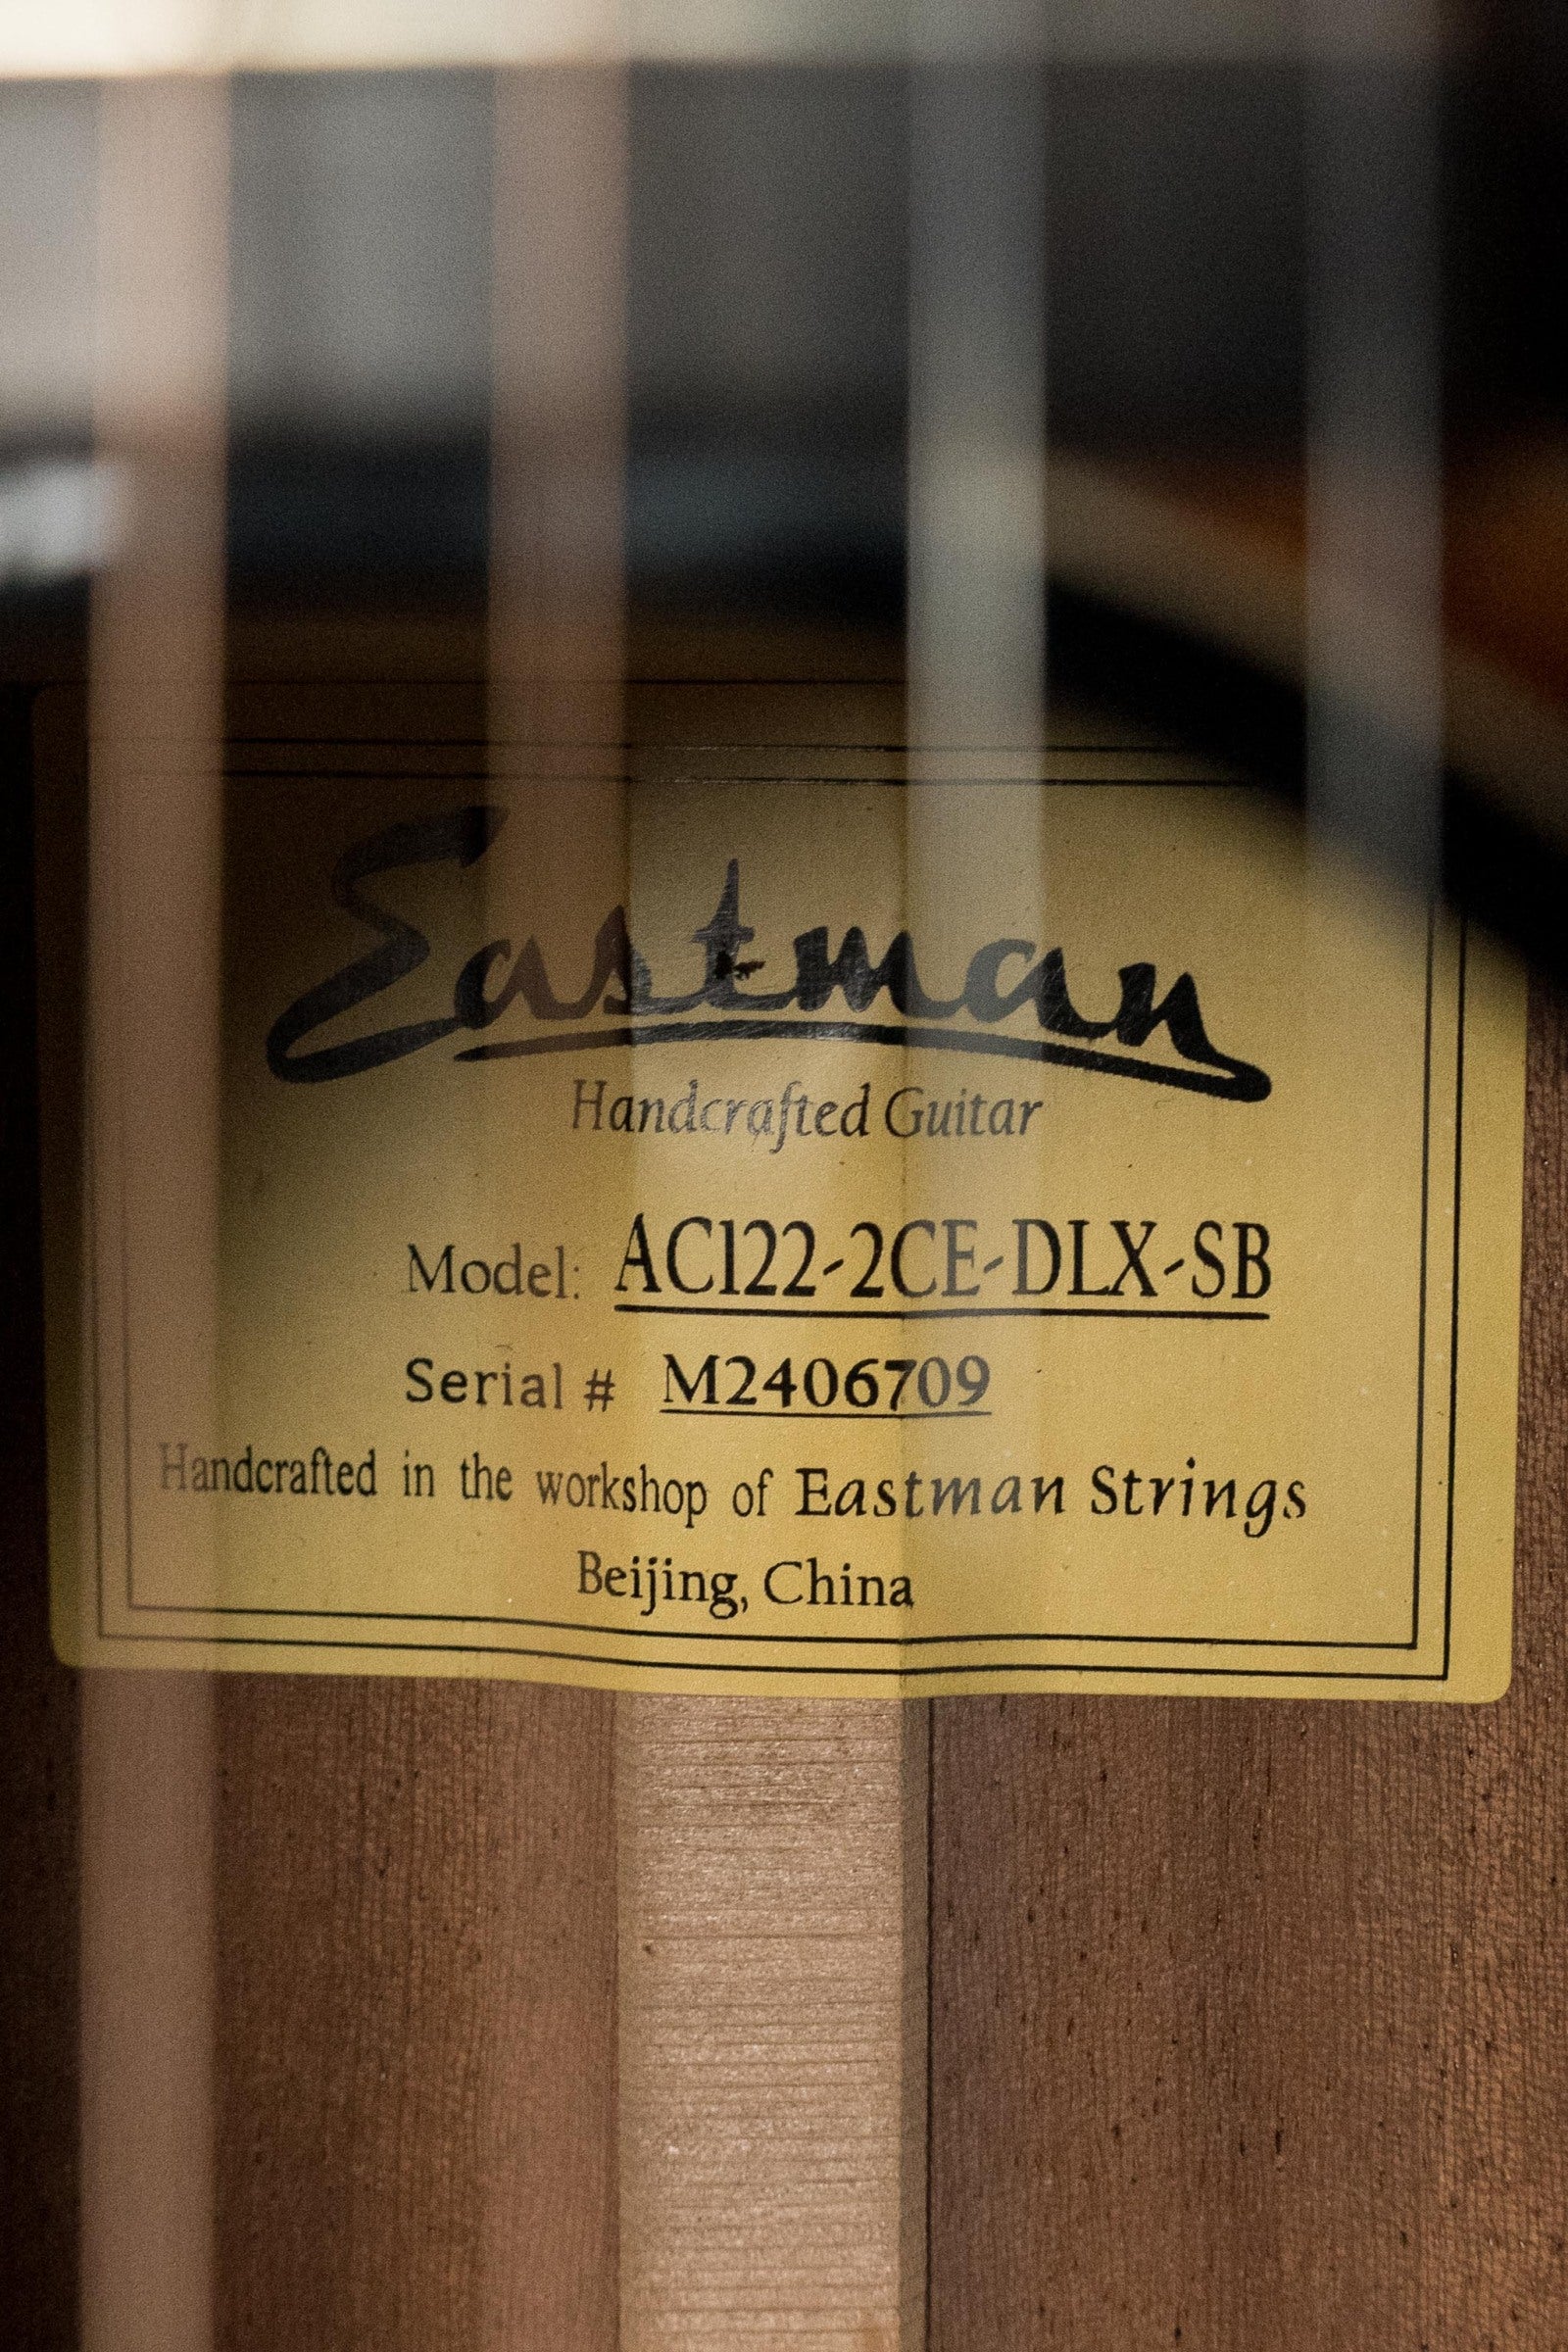 Eastman
Handcrafted Guitar
Model: AC122-2CE-DLX-SB
Serial # M2406709
Handcrafted in the workshop of Eastman Strings
Beijing, China